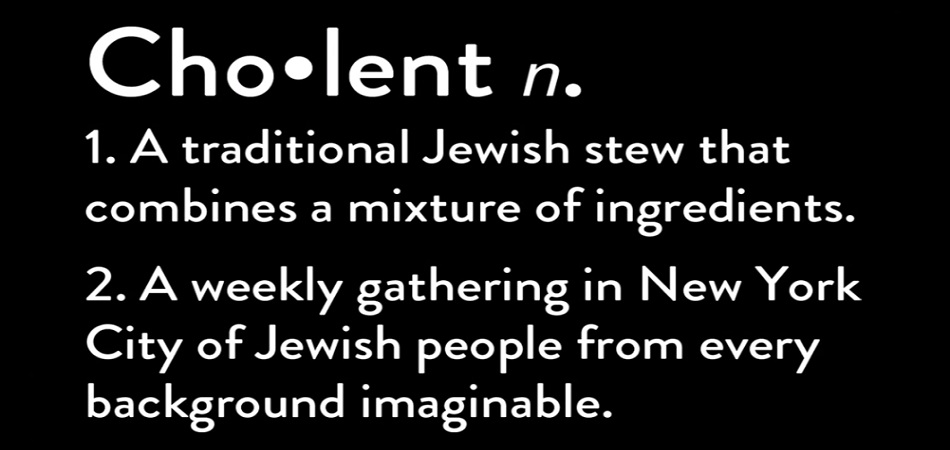 Cho•lent n.
1. A traditional Jewish stew that
combines a mixture of ingredients.
2. A weekly gathering in New York
City of Jewish people from every
background imaginable.